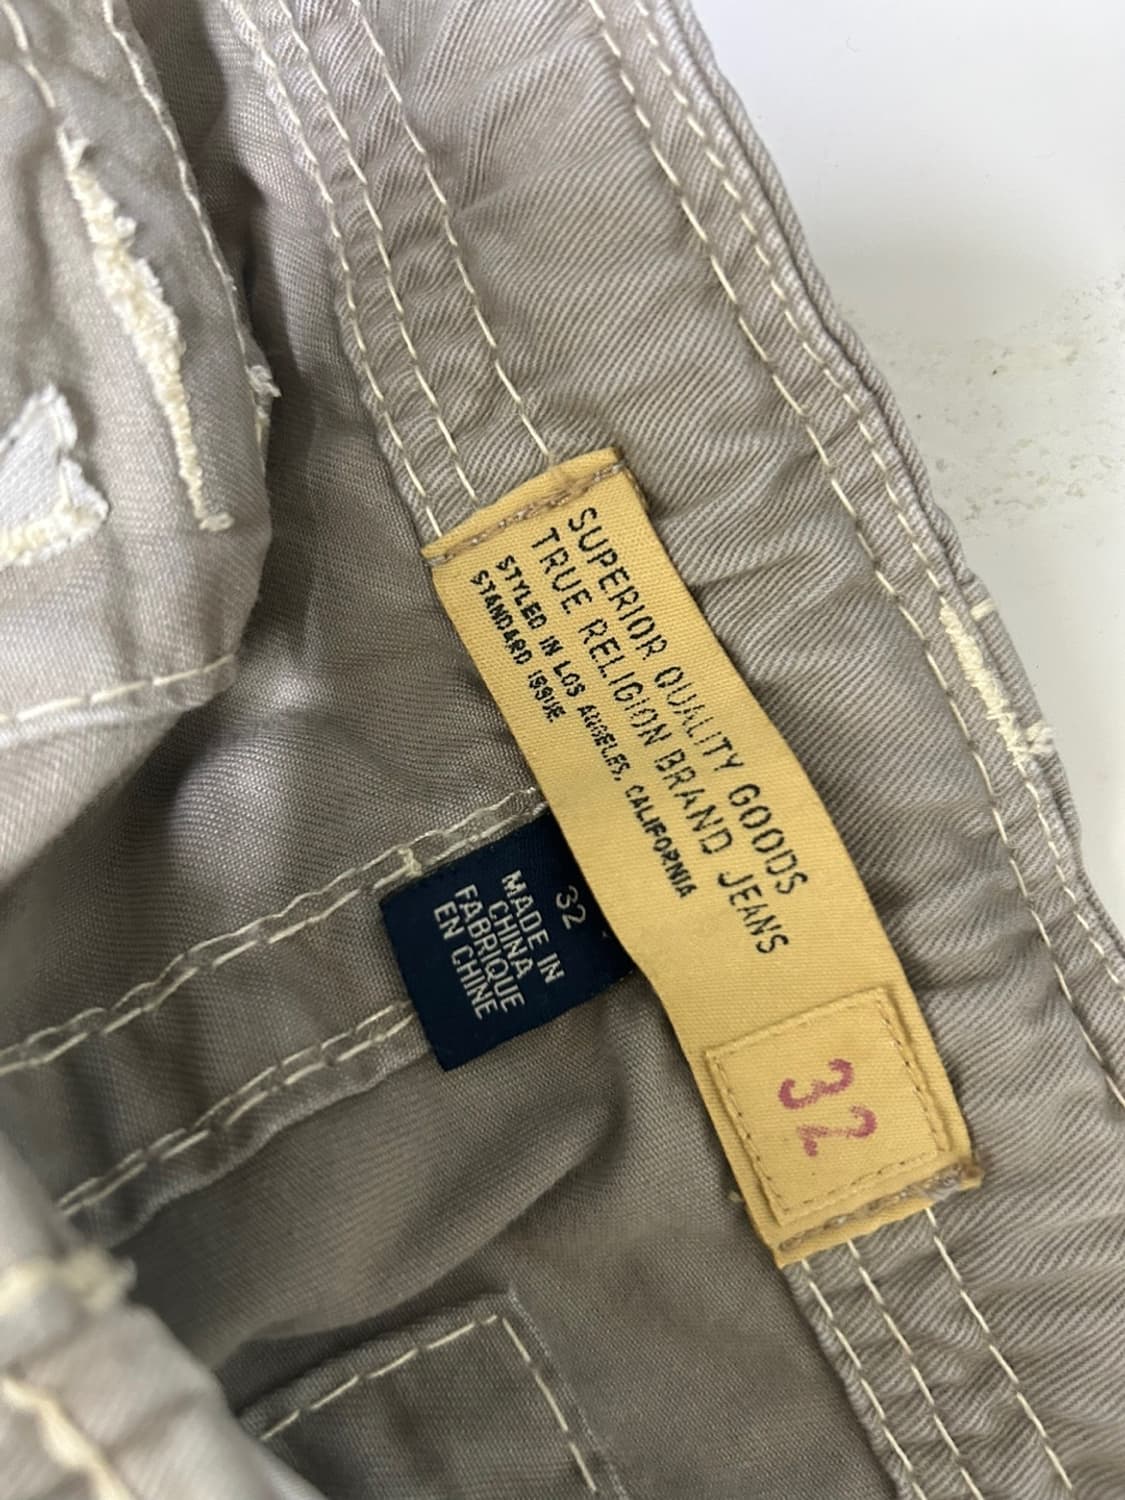 SUPERIOR QUALITY GOODS
TRUE RELIGION BRAND JEANS
STYLED IN LOS ANGELES, CALIFORNIA
STANDARD ISSUE
32
32
MADE IN
CHINA
FABRIQUE
EN CHINE